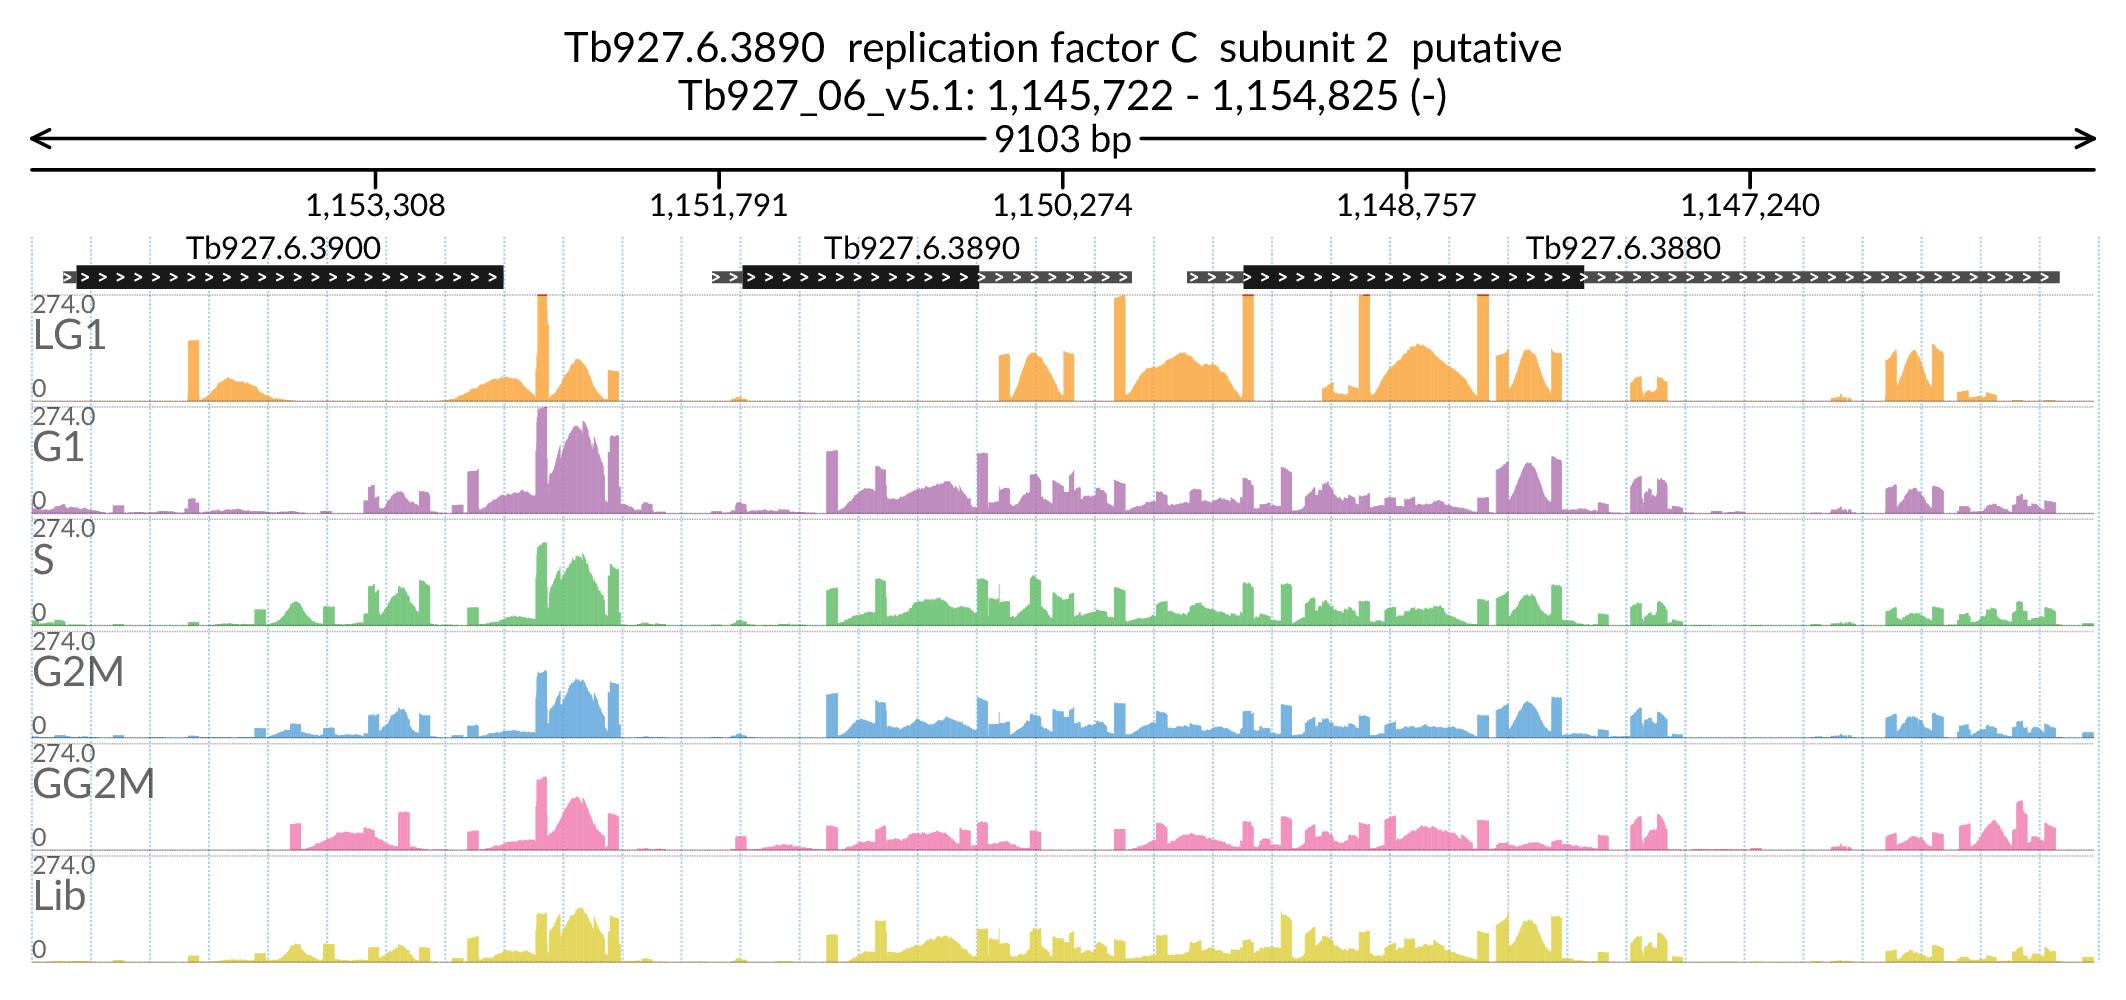 Tb927.6.3890  replication factor C  subunit 2  putative
Tb927_06_v5.1: 1,145,722 - 1,154,825 (-)
9103 bp
1,153,308 1,151,791 1,150,274 1,148,757 1,147,240
Tb927.6.3900 Tb927.6.3890 Tb927.6.3880
274.0
LG1
0
274.0
G1
0
274.0
S
0
274.0
G2M
0
274.0
GG2M
0
274.0
Lib
0